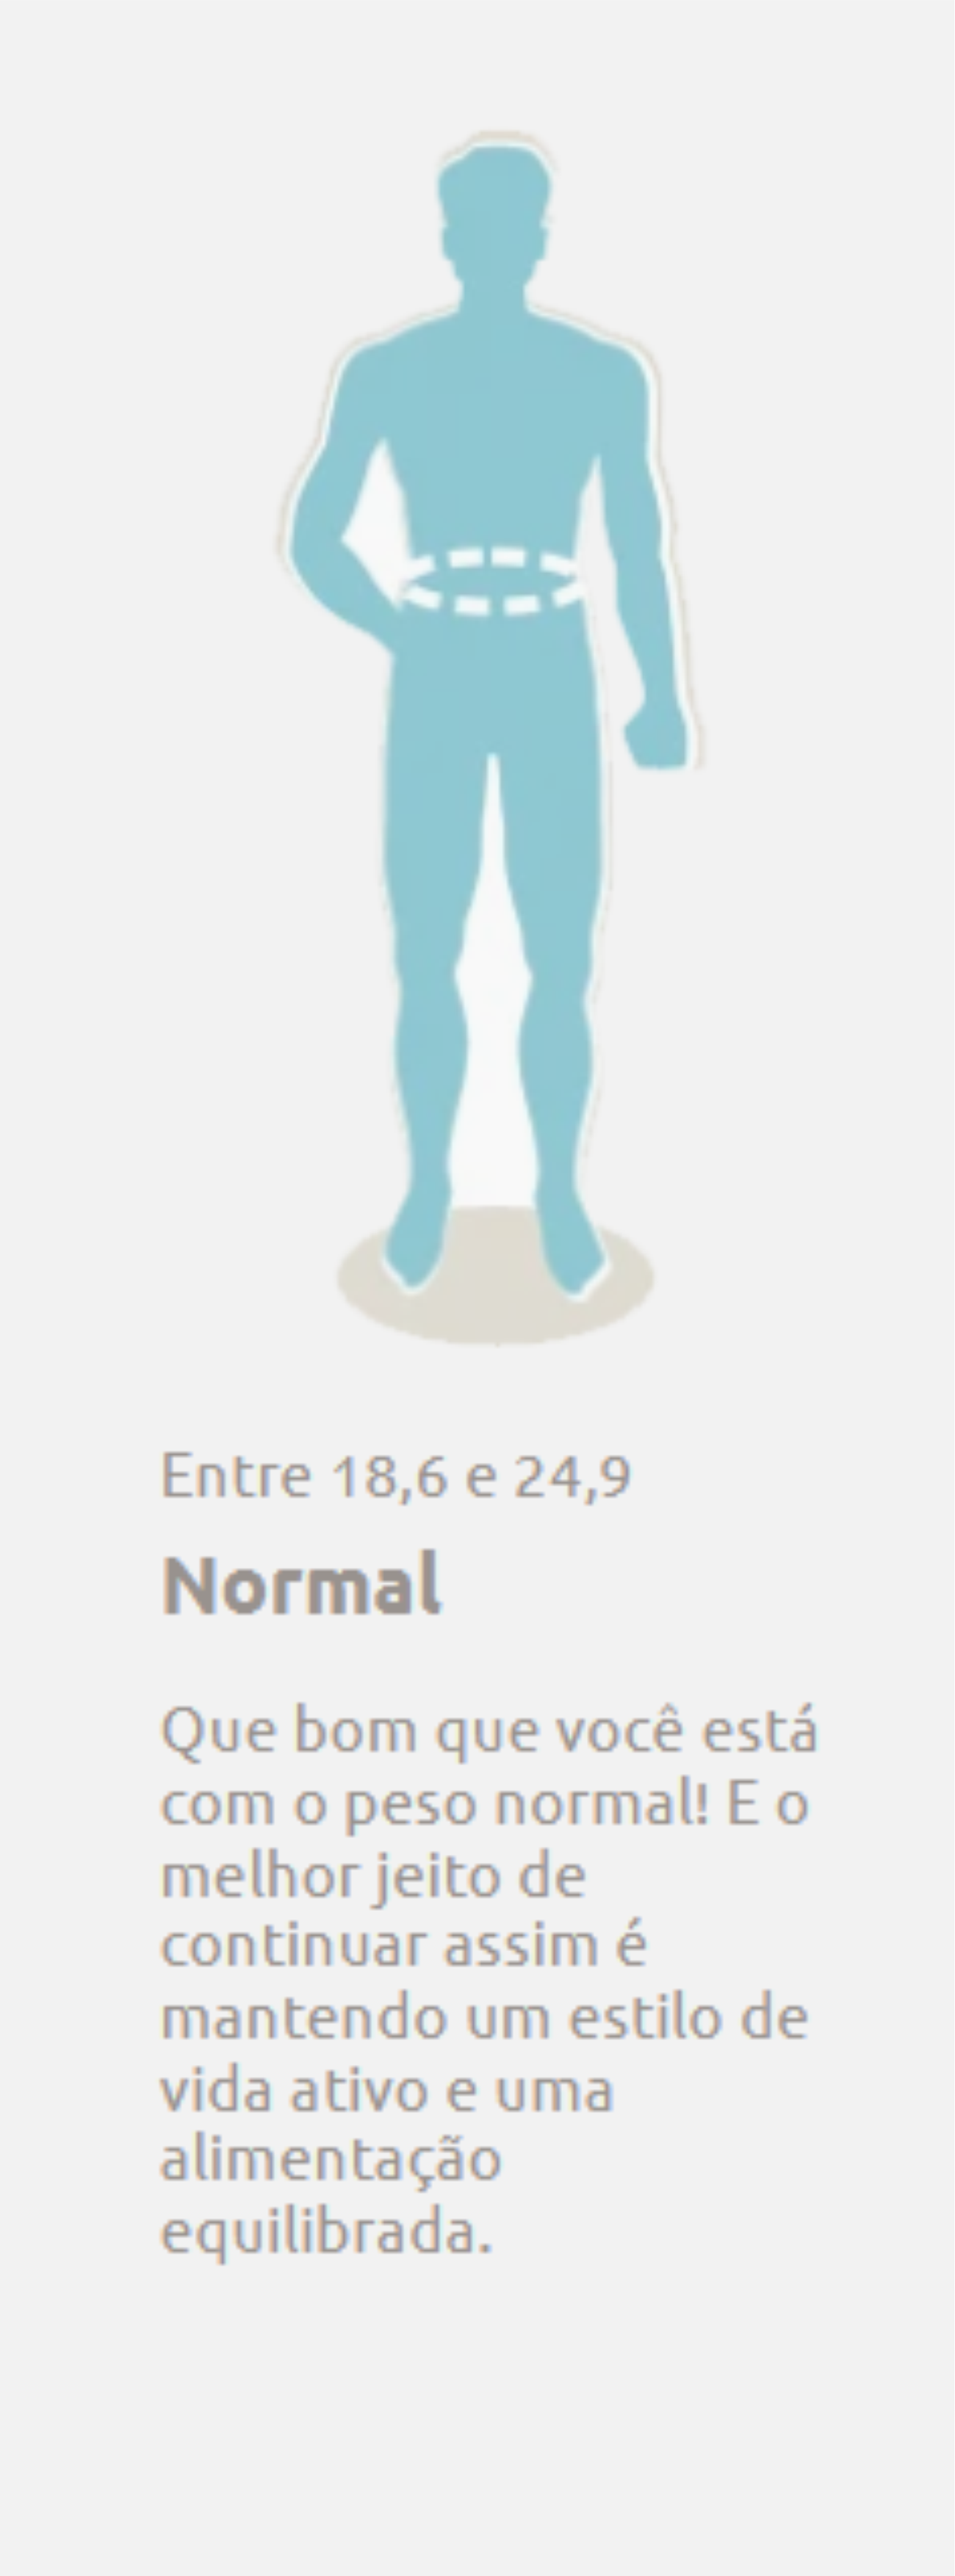 Entre 18,6 e 24,9
Normal
Que bom que você está
com o peso normal! E o
melhor jeito de
continuar assim é
mantendo um estilo de
vida ativo e uma
alimentação
equilibrada.